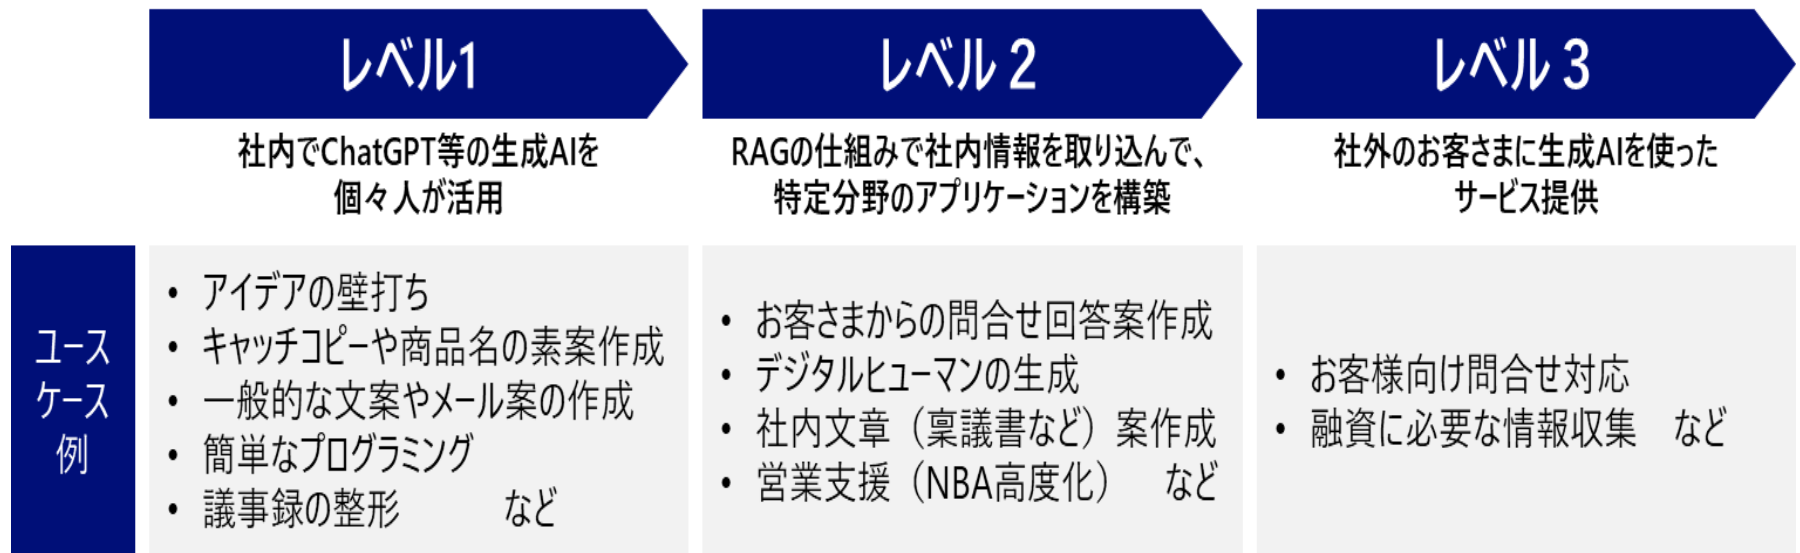 レベル1
レベル２
レベル３
社内でChatGPT等の生成AIを
個々人が活用
RAGの仕組みで社内情報を取り込んで、
特定分野のアプリケーションを構築
社外のお客さまに生成AIを使った
サービス提供
ユース
ケース
例
• アイデアの壁打ち
• キャッチコピーや商品名の素案作成
• 一般的な文案やメール案の作成
• 簡単なプログラミング
• 議事録の整形　　　など
• お客さまからの問合せ回答案作成
• デジタルヒューマンの生成
• 社内文章（稟議書など）案作成
• 営業支援（NBA高度化）　など
• お客様向け問合せ対応
• 融資に必要な情報収集　など